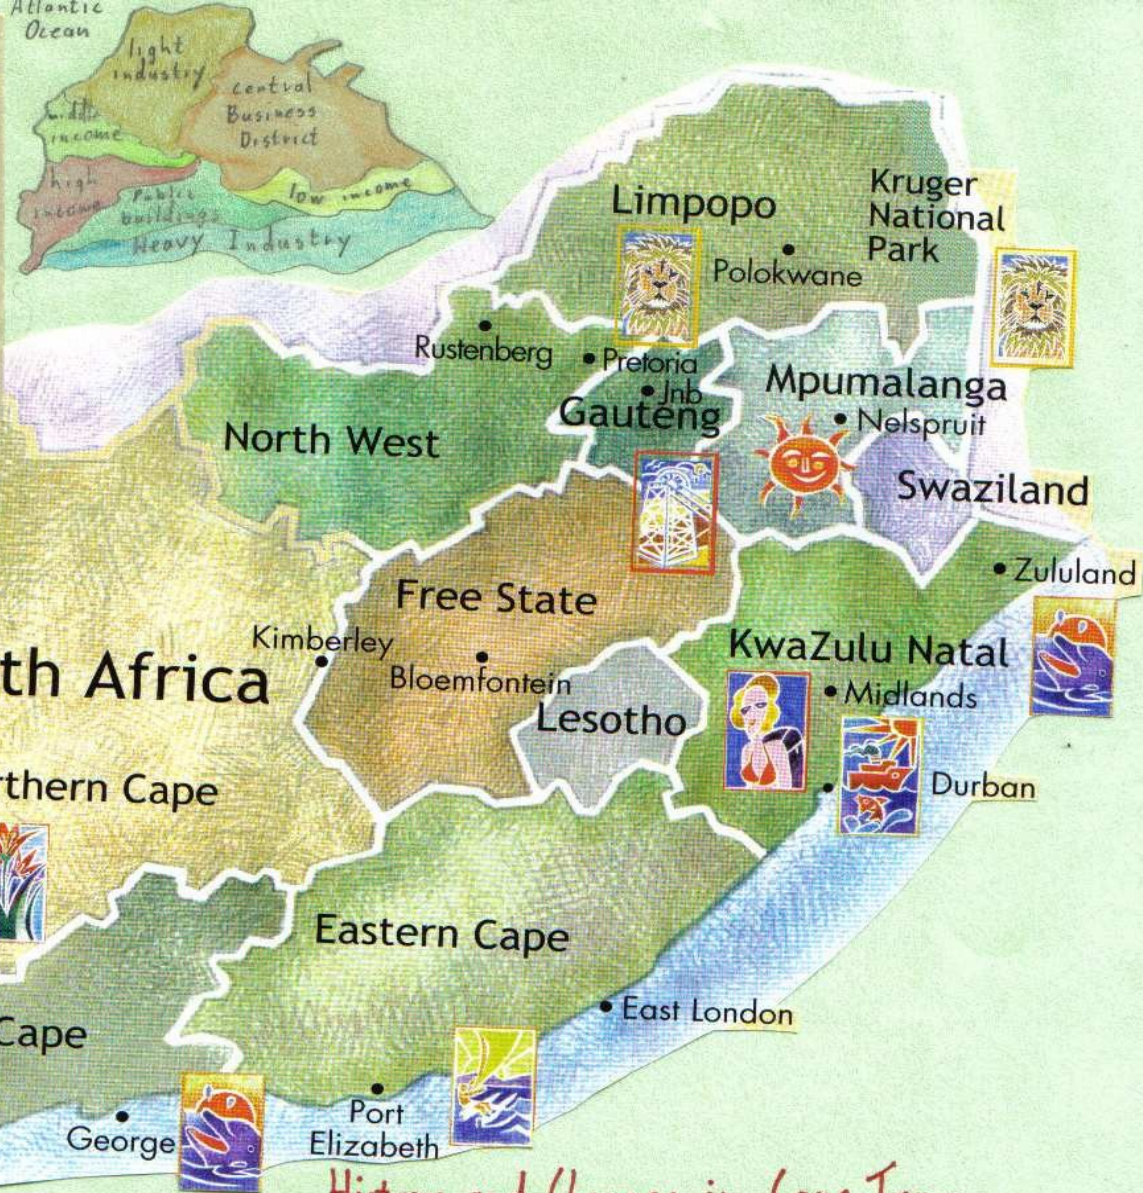 Atlantic
Ocean
light
industry
Central
Business
District
middle
income
high
income
Public
buildings
low income
Heavy Industry
Limpopo
Kruger
National
Park
Polokwane
Rustenberg
Pretoria
Jnb
Gauteng
Mpumalanga
Nelspruit
North West
Swaziland
Zululand
Free State
Kimberley
Bloemfontein
KwaZulu Natal
Midlands
th Africa
Lesotho
rthern Cape
Durban
Eastern Cape
East London
Cape
Port
Elizabeth
George